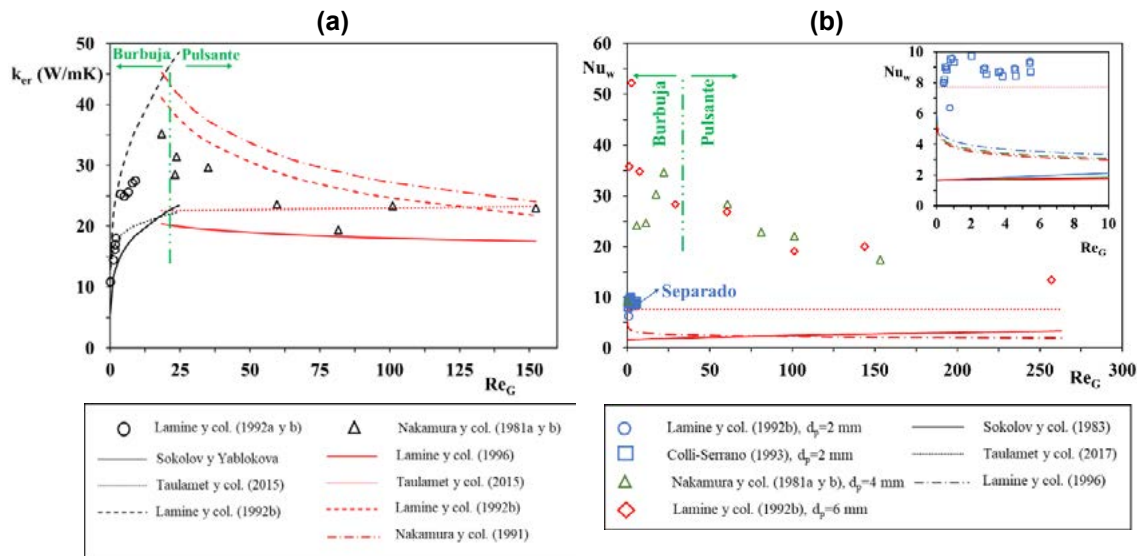 (a)
(b)
k_er (W/mK)
50
40
30
20
10
0
Burbuja
Pulsante
0 25 50 75 100 125 150
Re_G
Nu_w
60
50
40
30
20
10
0
Burbuja
Pulsante
Separado
0 50 100 150 200 250 300
Re_G
Nu_w
10
8
6
4
2
0
0 2 4 6 8 10
Re_G
Lamine y col. (1992a y b)
Nakamura y col. (1981a y b)
Sokolov y Yablokova
Lamine y col. (1996)
Taulamet y col. (2015)
Taulamet y col. (2015)
Lamine y col. (1992b)
Lamine y col. (1992b)
Nakamura y col. (1991)
Lamine y col. (1992b), d_p=2 mm
Sokolov y col. (1983)
Colli-Serrano (1993), d_p=2 mm
Taulamet y col. (2017)
Nakamura y col. (1981a y b), d_p=4 mm
Lamine y col. (1996)
Lamine y col. (1992b), d_p=6 mm